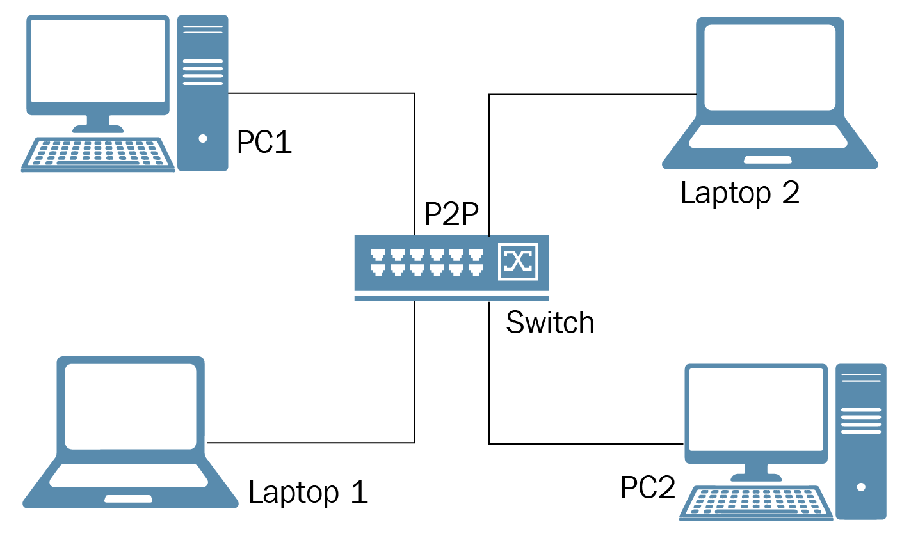 PC1
Laptop 2
P2P
Switch
Laptop 1
PC2